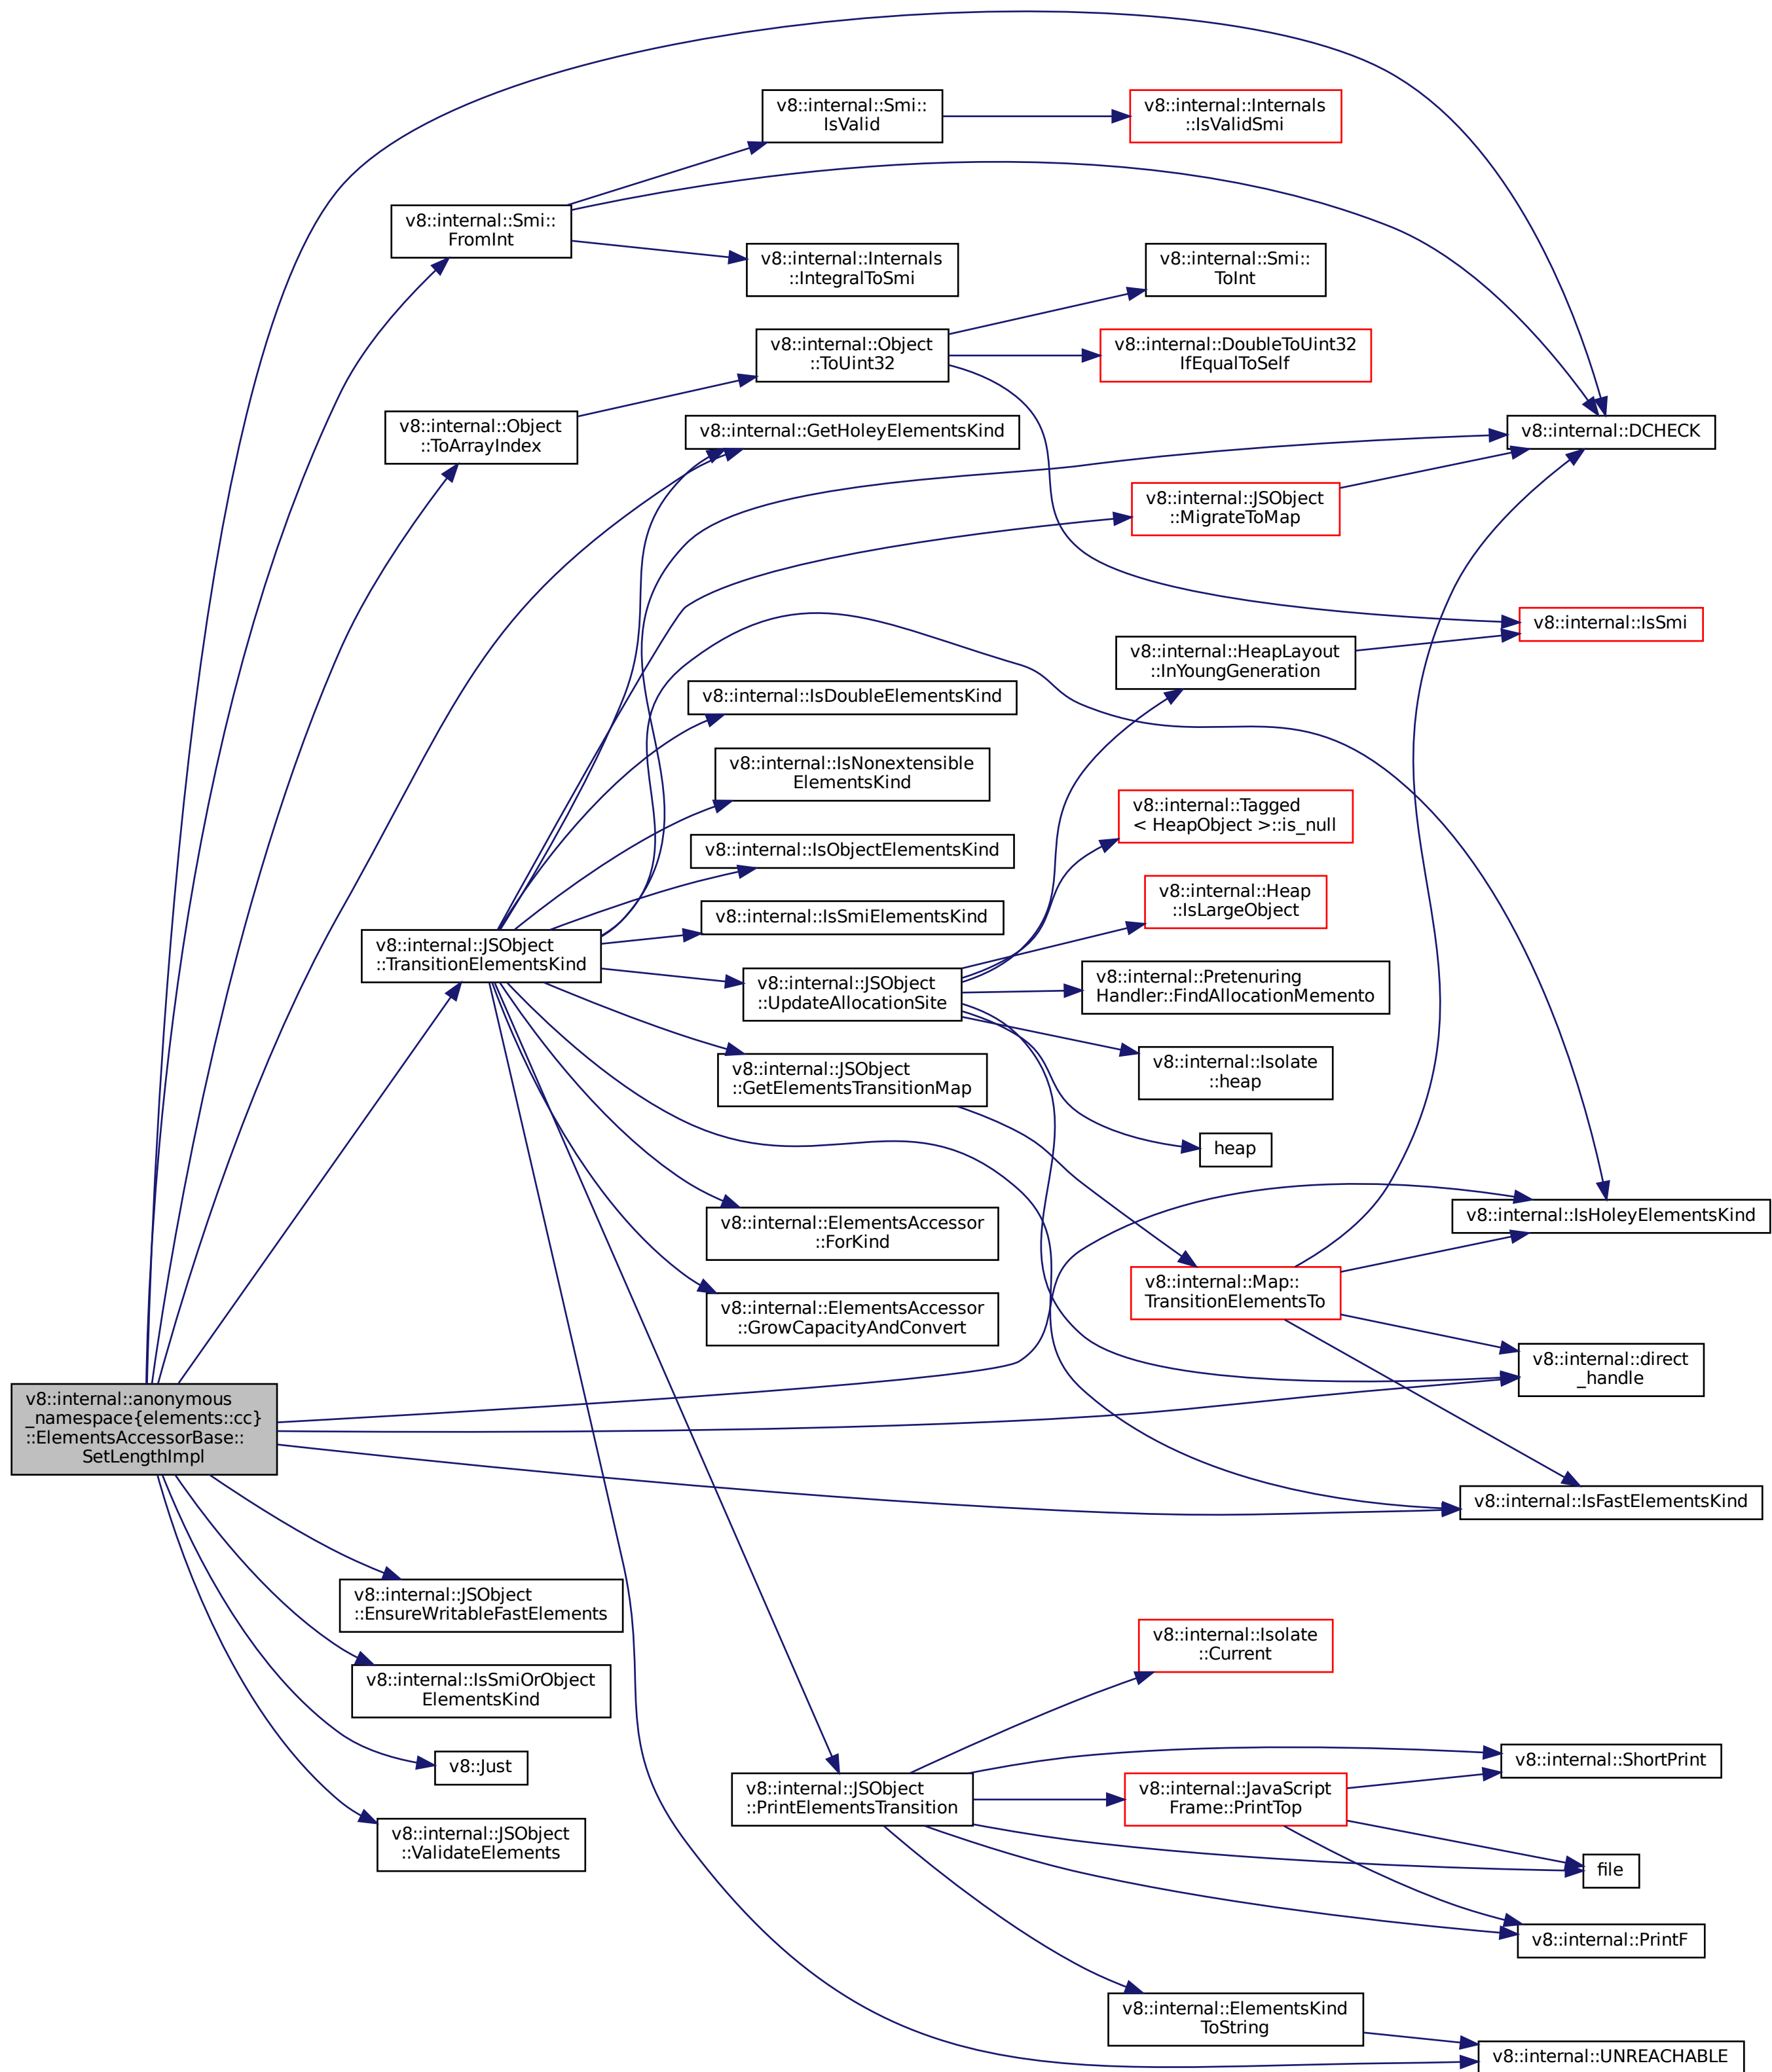 v8::internal::Smi::
IsValid
v8::internal::Internals
::IsValidSmi
v8::internal::Smi::
FromInt
v8::internal::Internals
::IntegralToSmi
v8::internal::Smi::
ToInt
v8::internal::Object
::ToUint32
v8::internal::DoubleToUint32
IfEqualToSelf
v8::internal::Object
::ToArrayIndex
v8::internal::GetHoleyElementsKind
v8::internal::DCHECK
v8::internal::JSObject
::MigrateToMap
v8::internal::IsSmi
v8::internal::HeapLayout
::InYoungGeneration
v8::internal::IsDoubleElementsKind
v8::internal::IsNonextensible
ElementsKind
v8::internal::Tagged
< HeapObject >::is_null
v8::internal::IsObjectElementsKind
v8::internal::Heap
::IsLargeObject
v8::internal::IsSmiElementsKind
v8::internal::JSObject
::TransitionElementsKind
v8::internal::JSObject
::UpdateAllocationSite
v8::internal::Pretenuring
Handler::FindAllocationMemento
v8::internal::JSObject
::GetElementsTransitionMap
v8::internal::Isolate
::heap
heap
v8::internal::ElementsAccessor
::ForKind
v8::internal::IsHoleyElementsKind
v8::internal::Map::
TransitionElementsTo
v8::internal::ElementsAccessor
::GrowCapacityAndConvert
v8::internal::direct
_handle
v8::internal::anonymous
_namespace{elements::cc}
::ElementsAccessorBase::
SetLengthImpl
v8::internal::IsFastElementsKind
v8::internal::JSObject
::EnsureWritableFastElements
v8::internal::Isolate
::Current
v8::internal::IsSmiOrObject
ElementsKind
v8::Just
v8::internal::ShortPrint
v8::internal::JSObject
::PrintElementsTransition
v8::internal::JavaScript
Frame::PrintTop
v8::internal::JSObject
::ValidateElements
file
v8::internal::PrintF
v8::internal::ElementsKind
ToString
v8::internal::UNREACHABLE